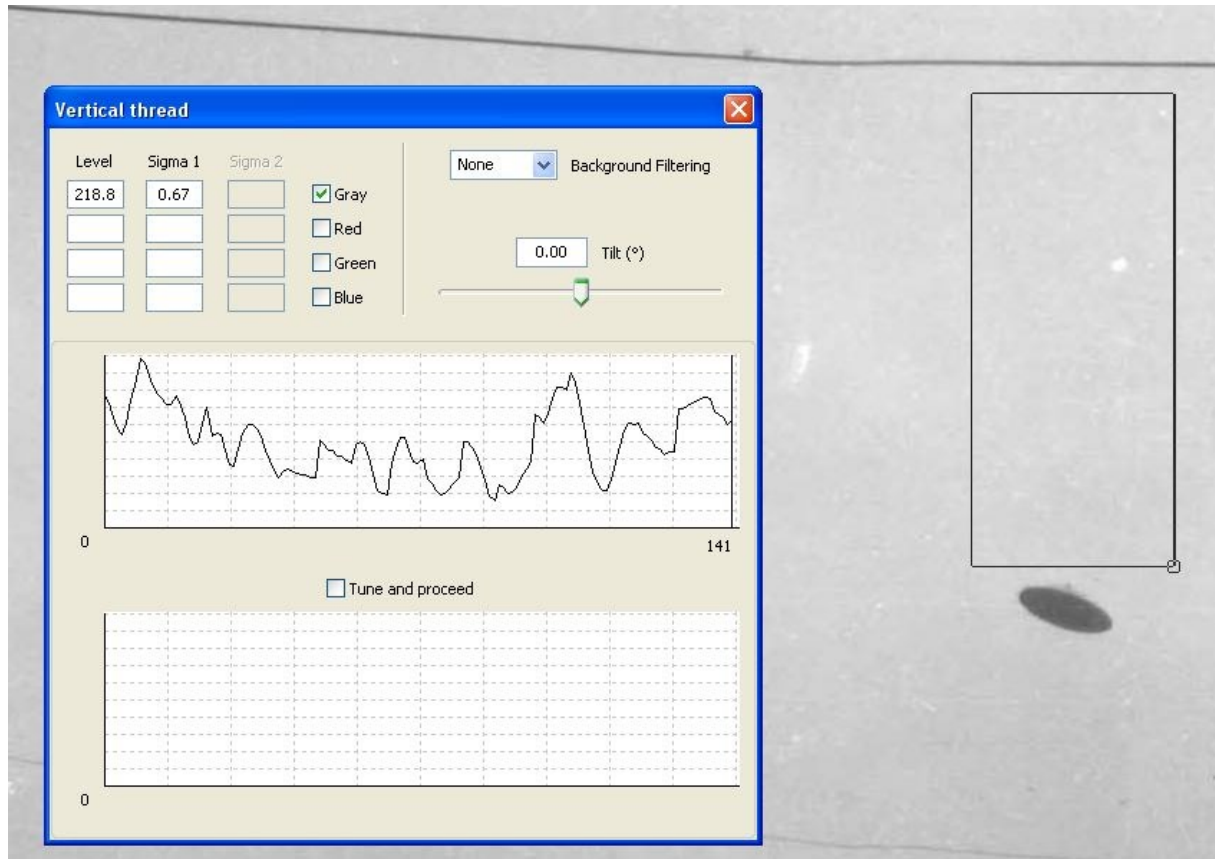 Vertical thread
Level Sigma 1 Sigma 2
218.8 0.67 Gray
Red
Green
Blue
None Background Filtering
0.00 Tilt (°)
0 141
Tune and proceed
0